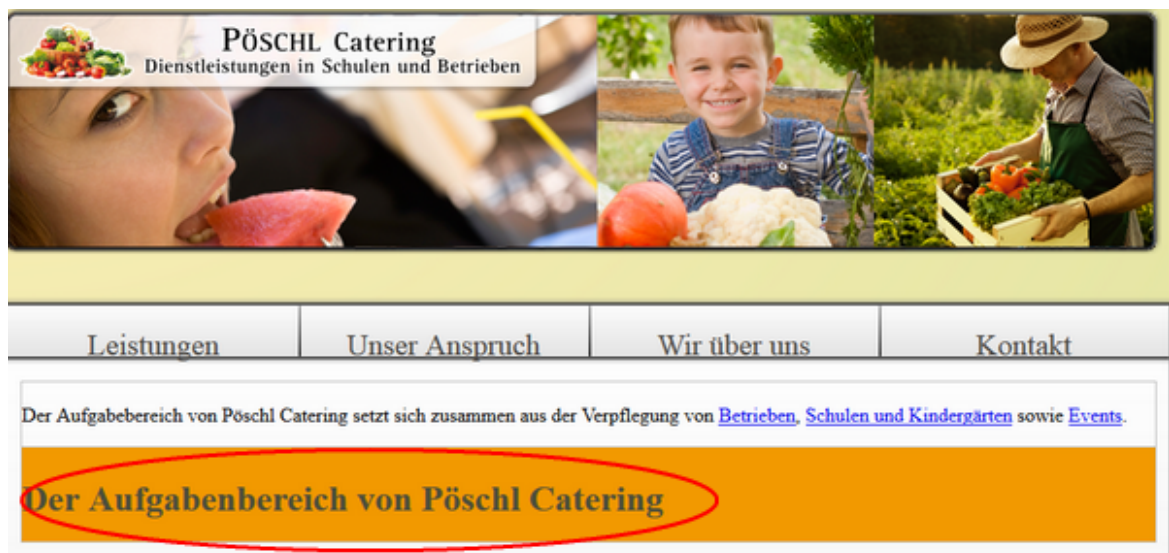 PÖSCHL Catering
Dienstleistungen in Schulen und Betrieben
Leistungen
Unser Anspruch
Wir über uns
Kontakt
Der Aufgabebereich von Pöschl Catering setzt sich zusammen aus der Verpflegung von Betrieben, Schulen und Kindergärten sowie Events.
Der Aufgabenbereich von Pöschl Catering